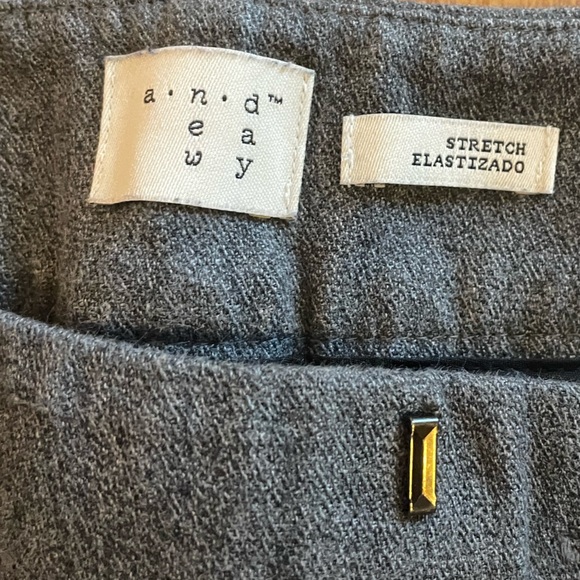 a•n•d™
e a
w y
STRETCH
ELASTIZADO